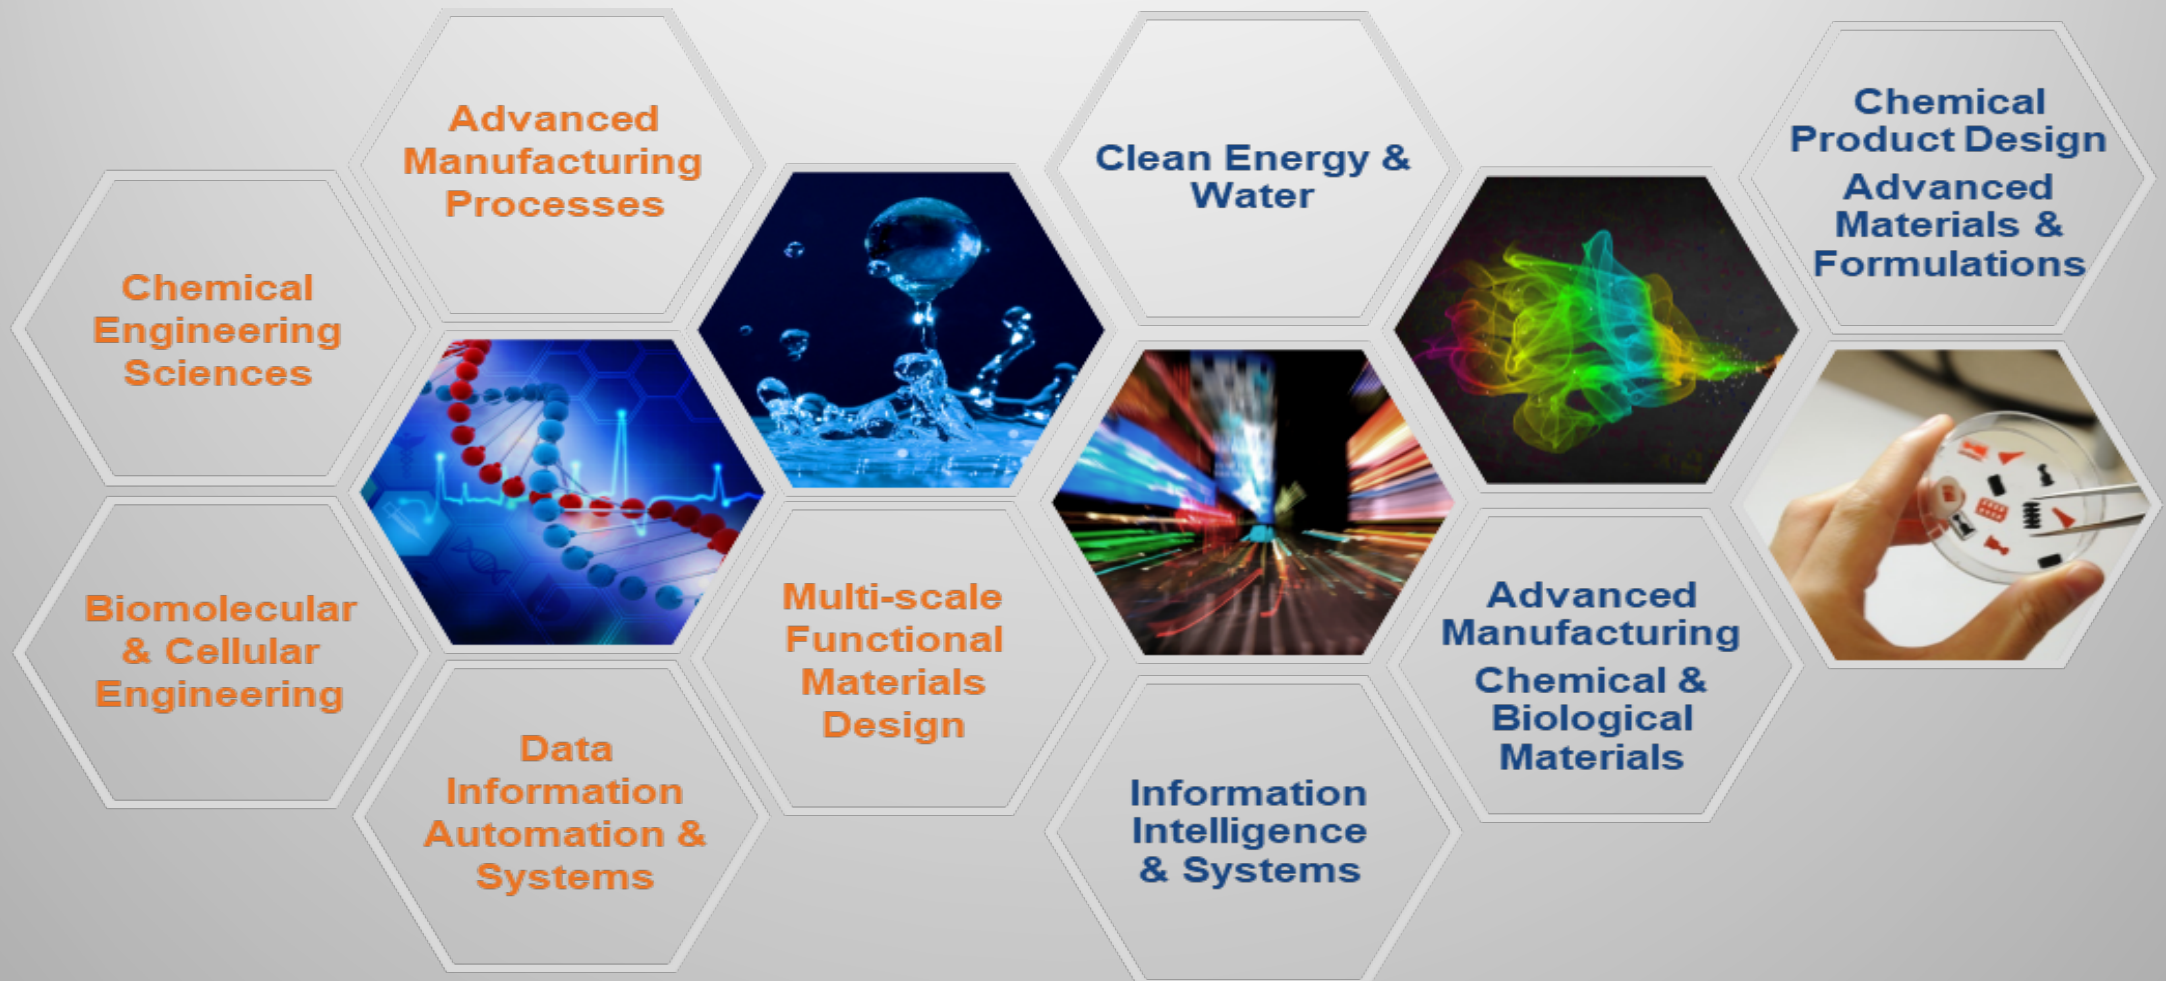 Chemical
Engineering
Sciences
Biomolecular
& Cellular
Engineering
Advanced
Manufacturing
Processes
Data
Information
Automation &
Systems
Multi-scale
Functional
Materials
Design
Clean Energy &
Water
Information
Intelligence
& Systems
Advanced
Manufacturing
Chemical &
Biological
Materials
Chemical
Product Design
Advanced
Materials &
Formulations